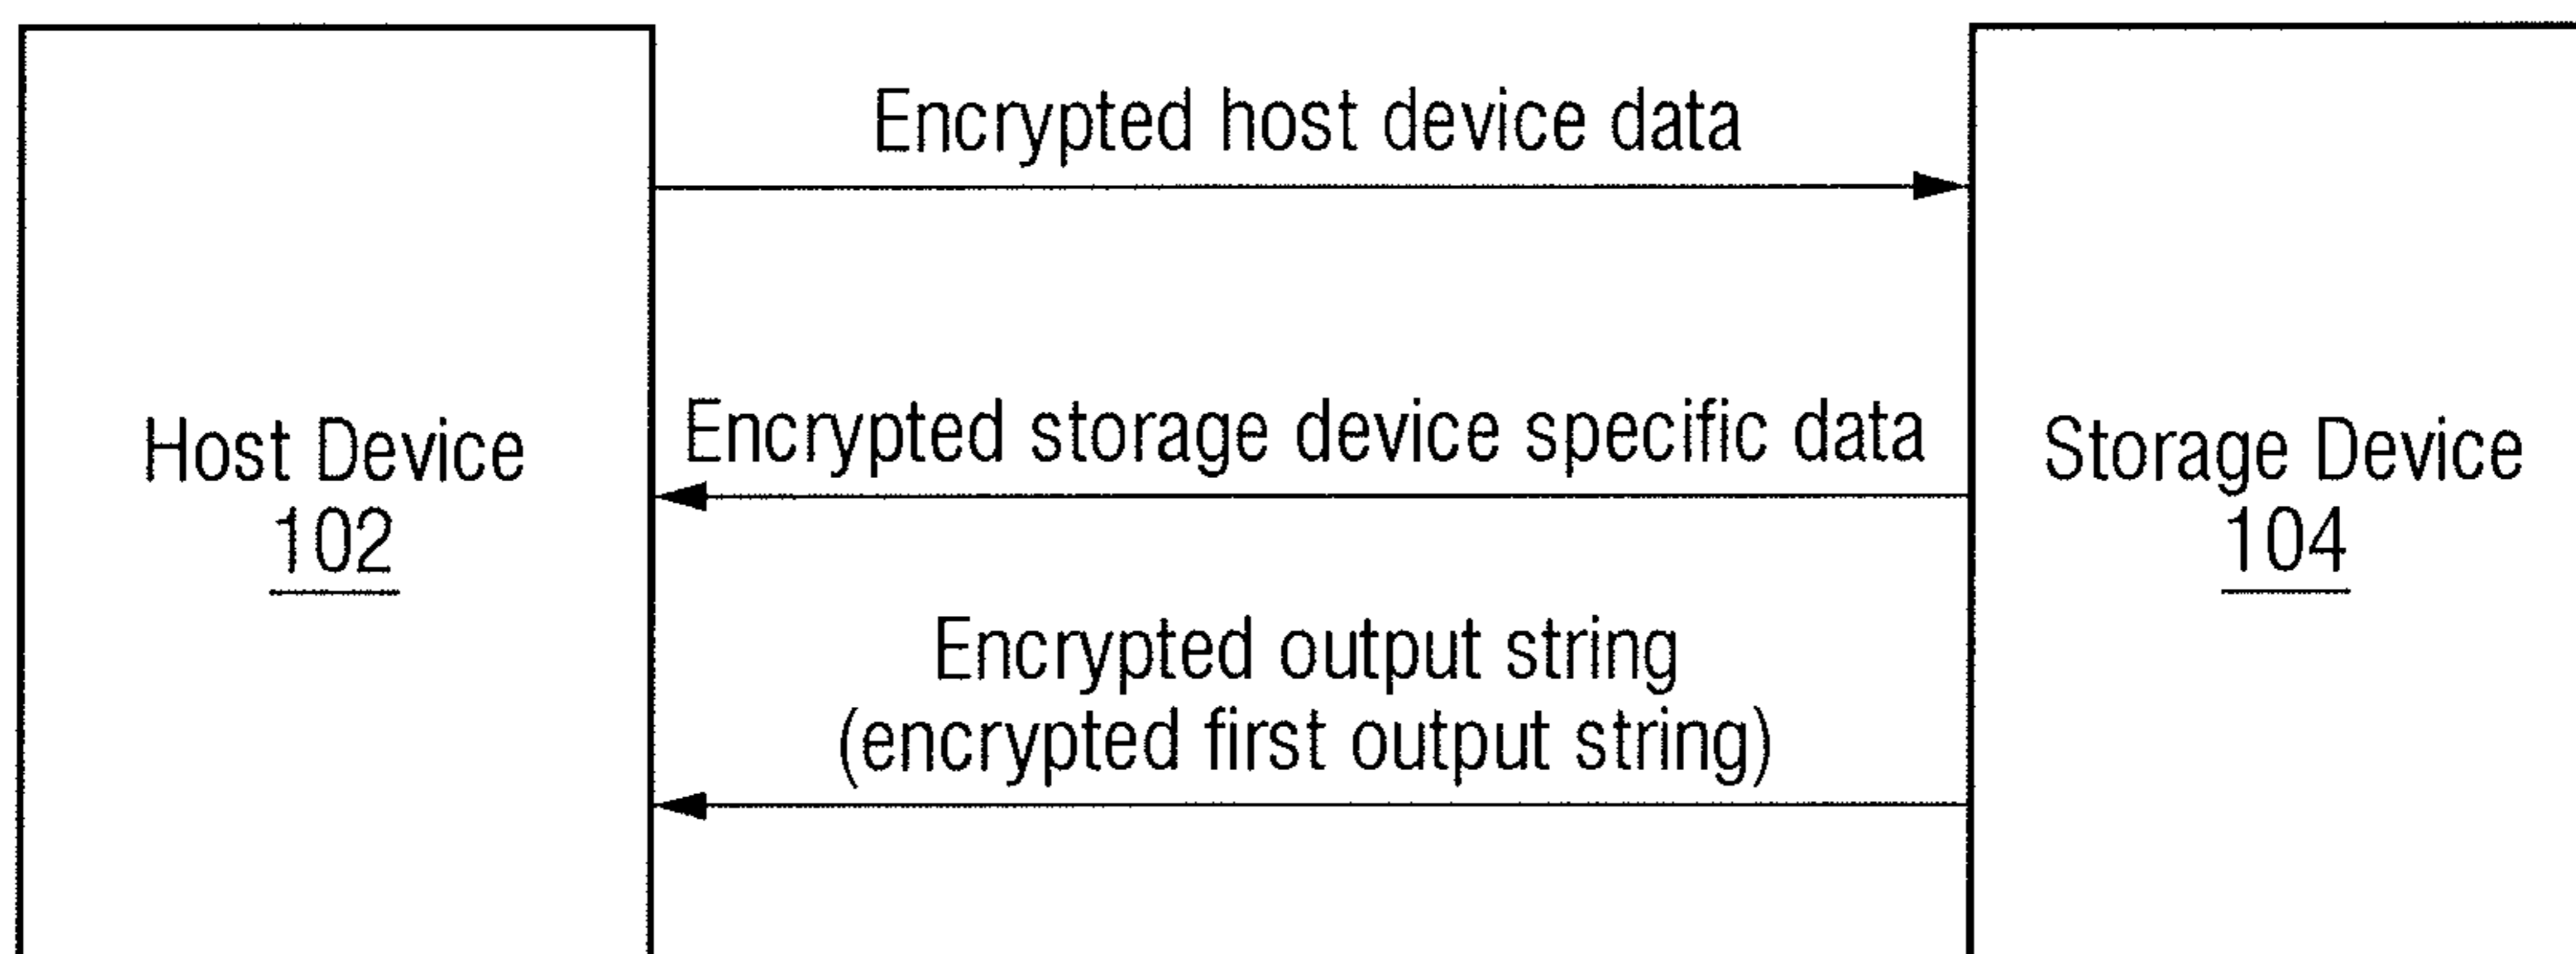 Encrypted host device data
Host Device
102
Encrypted storage device specific data
Storage Device
104
Encrypted output string
(encrypted first output string)